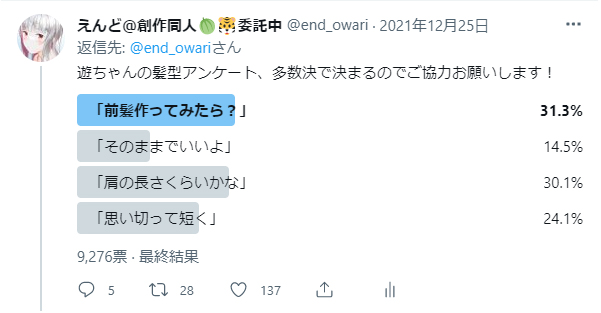 えんど@創作同人🍈🐯委託中 @end_owari · 2021年12月25日
返信先: @end_owariさん
遊ちゃんの髪型アンケート、多数決で決まるのでご協力お願いします！
「前髪作ってみたら？」 31.3%
「そのままでいいよ」 14.5%
「肩の長さくらいかな」 30.1%
「思い切って短く」 24.1%
9,276票 · 最終結果
5 28 137